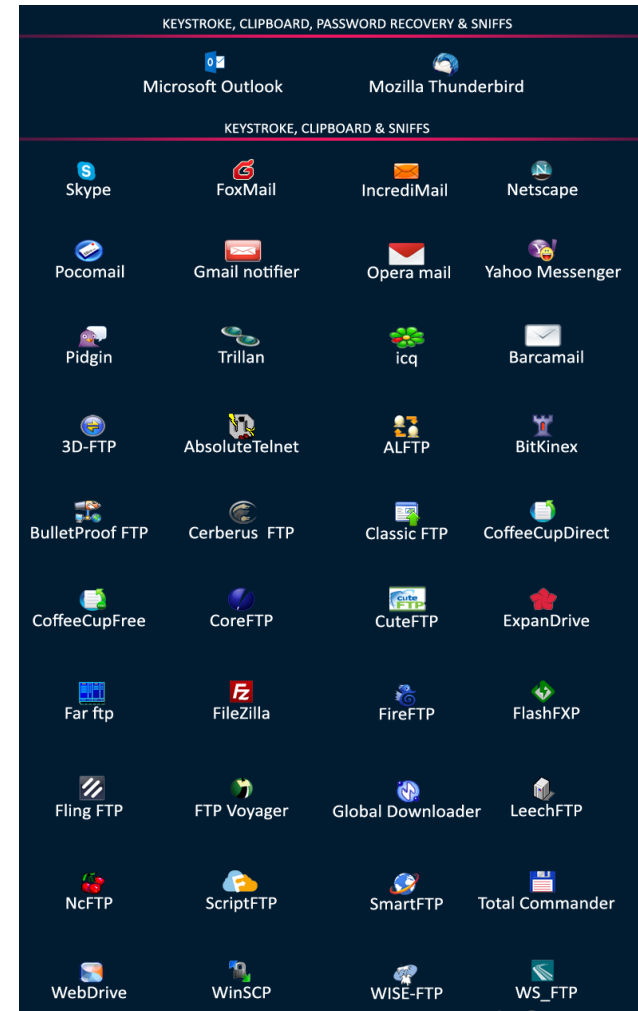 KEYSTROKE, CLIPBOARD, PASSWORD RECOVERY & SNIFFS
Microsoft Outlook Mozilla Thunderbird
KEYSTROKE, CLIPBOARD & SNIFFS
Skype FoxMail IncrediMail Netscape
Pocomail Gmail notifier Opera mail Yahoo Messenger
Pidgin Trillan icq Barcamail
3D-FTP AbsoluteTelnet ALFTP BitKinex
BulletProof FTP Cerberus FTP Classic FTP CoffeeCupDirect
cute
FTP
CoffeeCupFree CoreFTP CuteFTP ExpanDrive
Far ftp FileZilla FireFTP FlashFXP
Fling FTP FTP Voyager Global Downloader LeechFTP
NcFTP ScriptFTP SmartFTP Total Commander
WebDrive WinSCP WISE-FTP WS_FTP